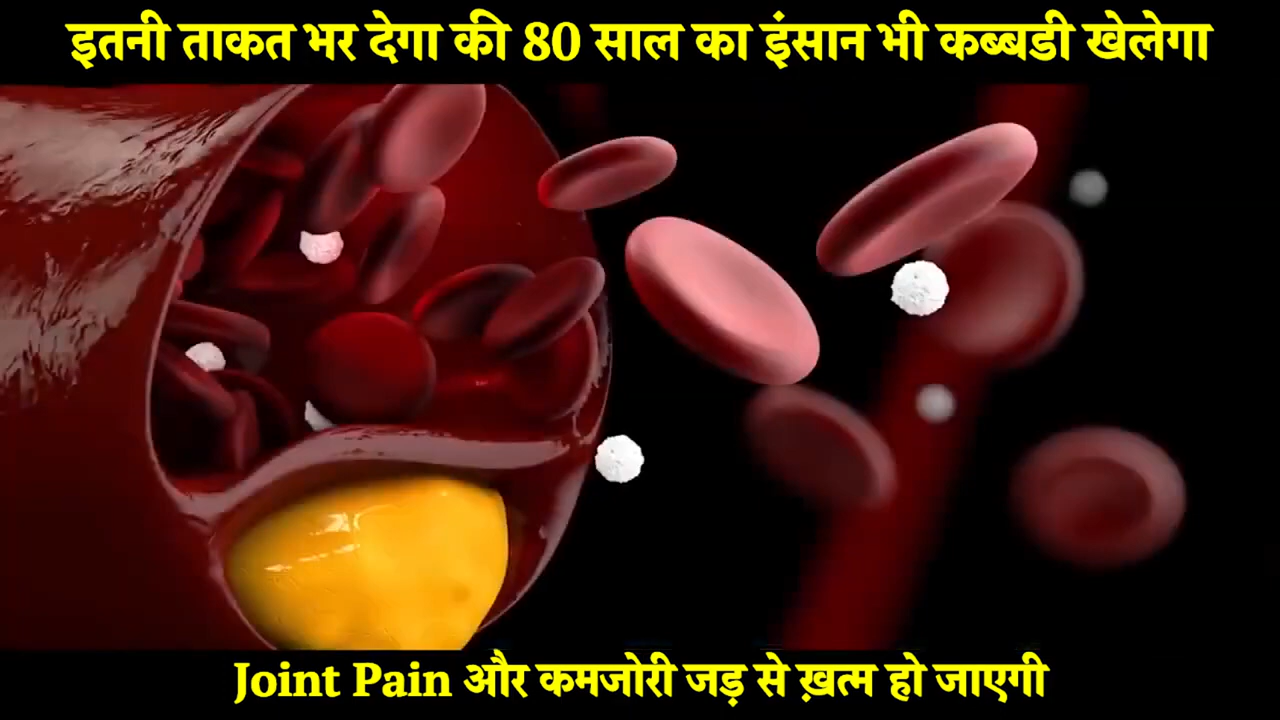 इतनी ताकत भर देगा की 80 साल का इंसान भी कब्बडी खेलेगा
Joint Pain और कमजोरी जड़ से ख़त्म हो जाएगी